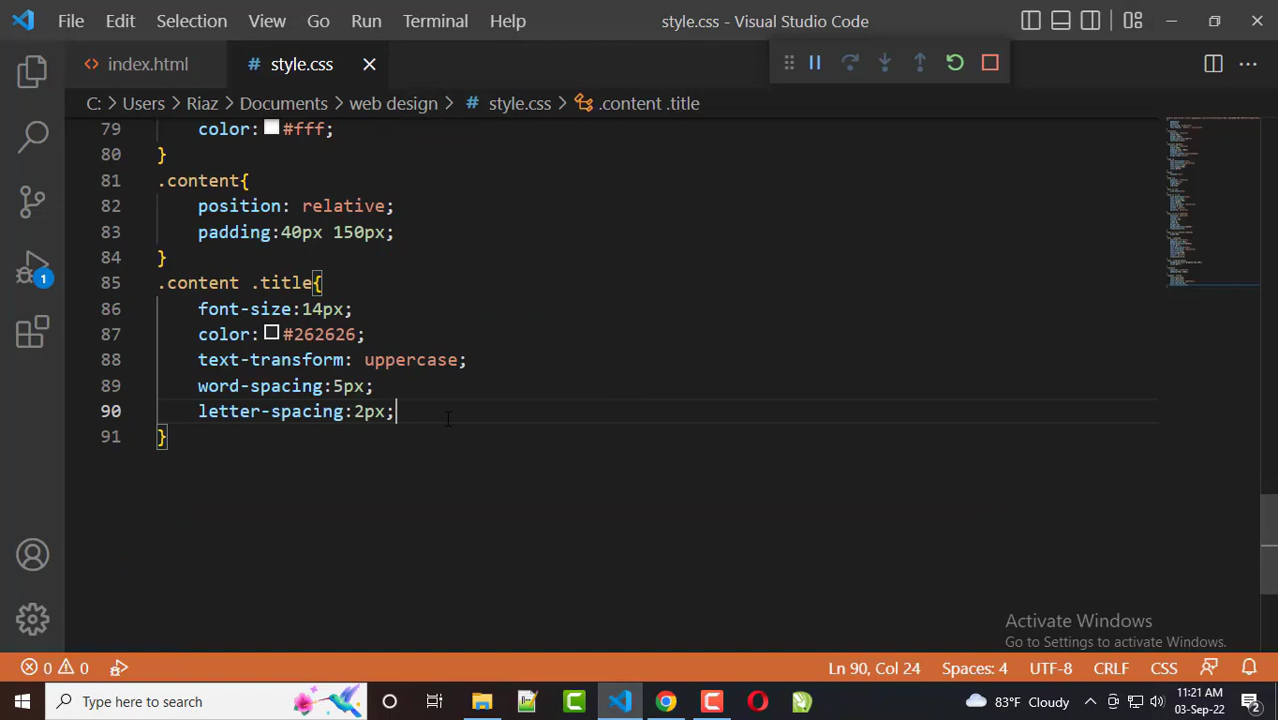 File Edit Selection View Go Run Terminal Help style.css - Visual Studio Code
<> index.html # style.css
C: Users Riaz Documents web design # style.css .content .title
79 color: #fff;
80 }
81 .content{
82 position: relative;
83 padding:40px 150px;
84 }
85 .content .title{
86 font-size:14px;
87 color: #262626;
88 text-transform: uppercase;
89 word-spacing:5px;
90 letter-spacing:2px;
91 }
1
Activate Windows
Go to Settings to activate Windows.
0 0 Ln 90, Col 24 Spaces: 4 UTF-8 CRLF CSS
Type here to search 83°F Cloudy 11:21 AM
03-Sep-22 2